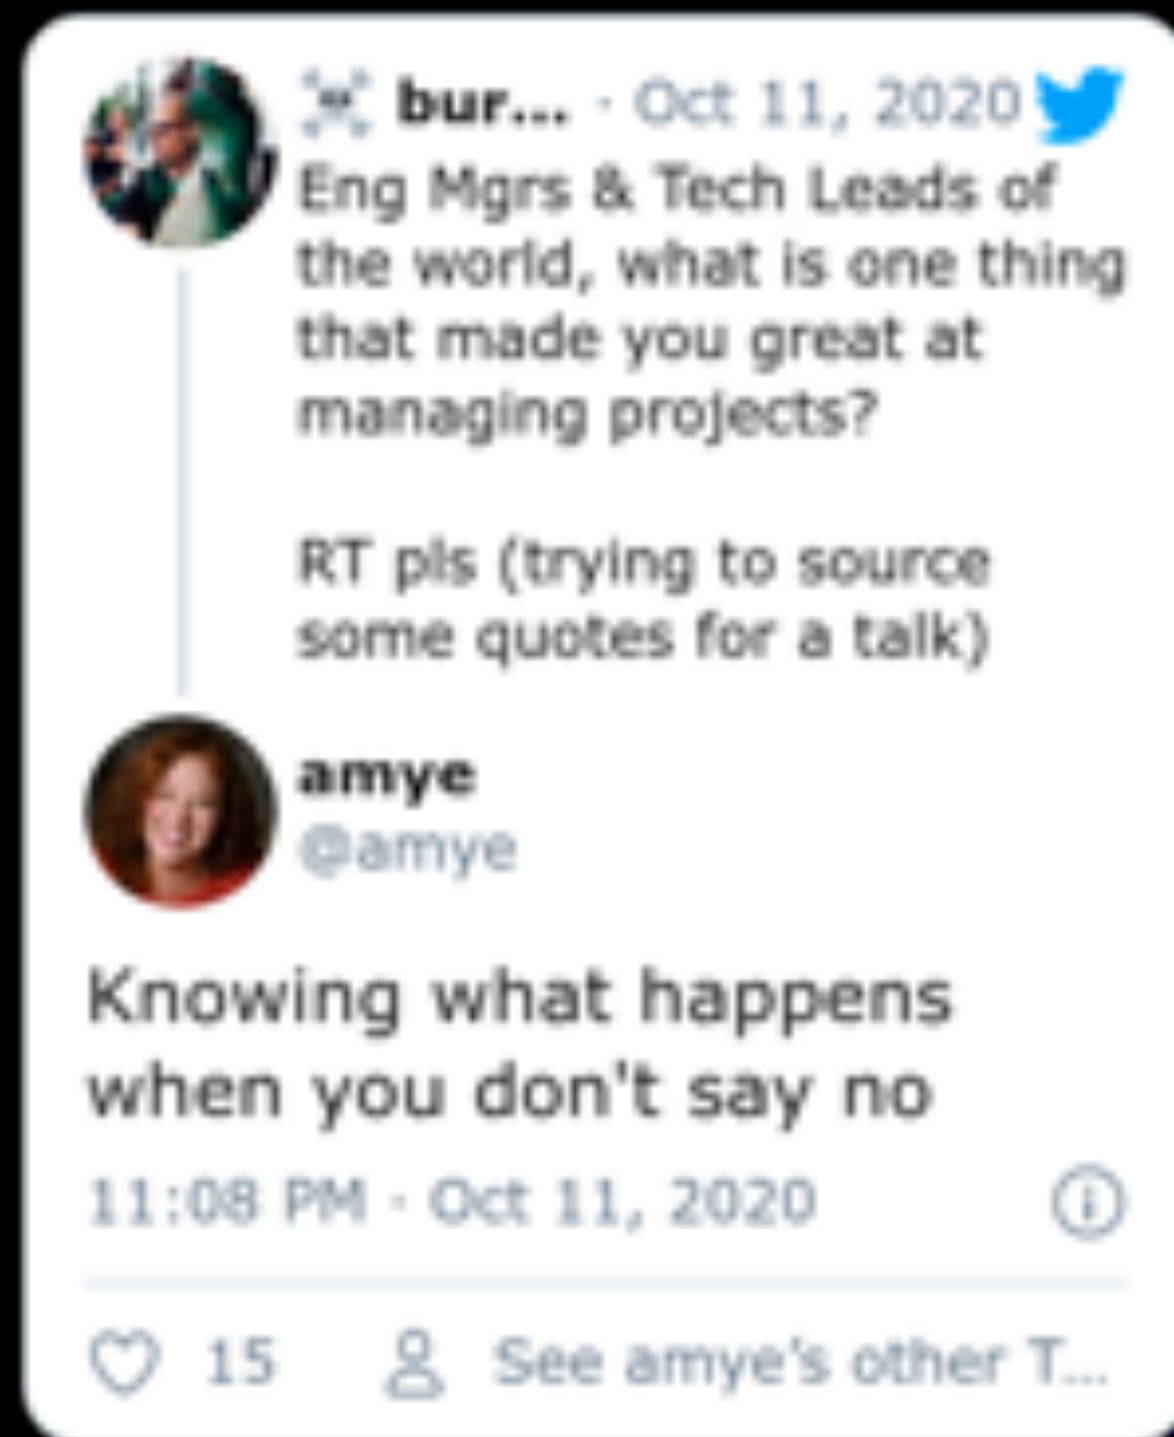 bur... · Oct 11, 2020
Eng Mgrs & Tech Leads of
the world, what is one thing
that made you great at
managing projects?
RT pls (trying to source
some quotes for a talk)
amye
@amye
Knowing what happens
when you don't say no
11:08 PM · Oct 11, 2020
15 See amye's other T...